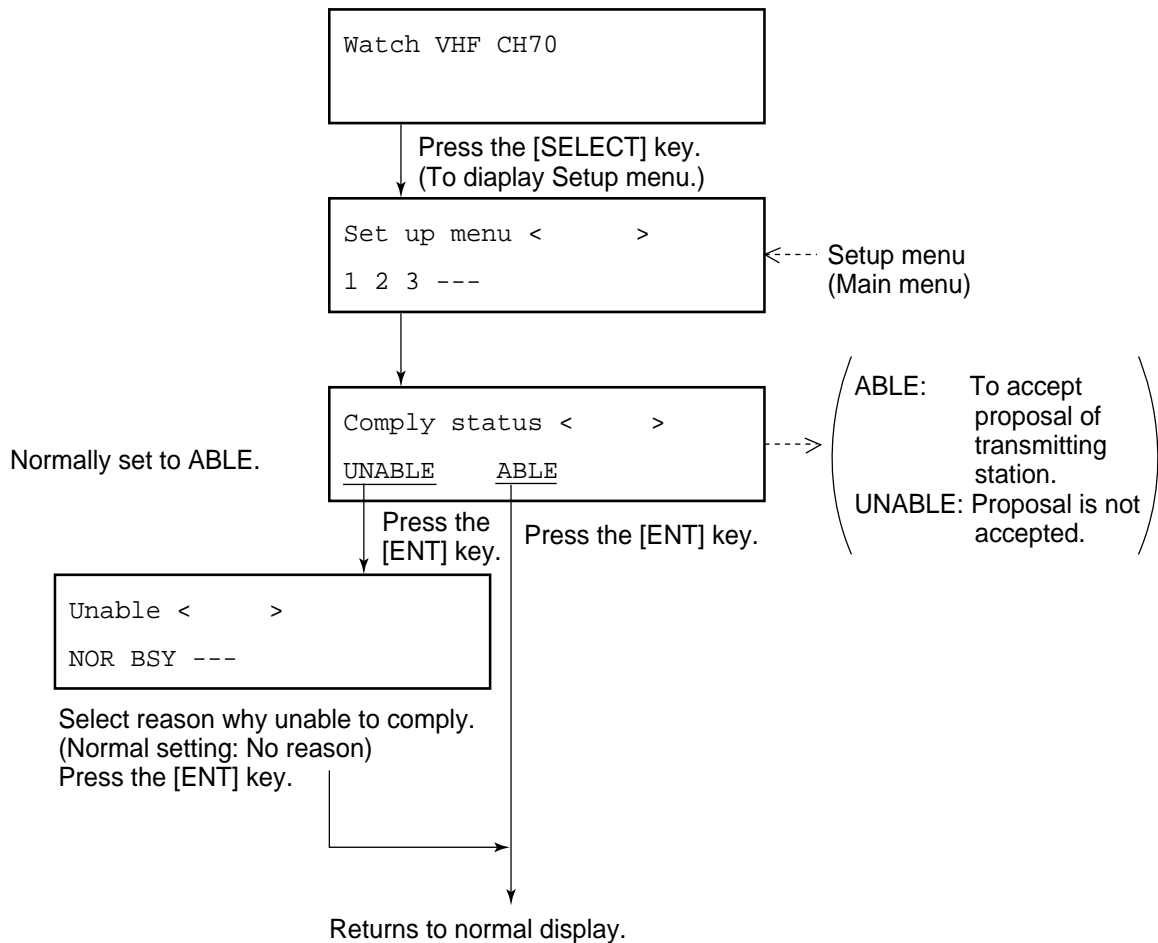 Watch VHF CH70
Press the [SELECT] key.
(To diaplay Setup menu.)
Set up menu <      >
1 2 3 ---
Setup menu
(Main menu)
Comply status <     >
UNABLE    ABLE
Normally set to ABLE.
ABLE: To accept
proposal of
transmitting
station.
UNABLE: Proposal is not
accepted.
Press the
[ENT] key.
Press the [ENT] key.
Unable <     >
NOR BSY ---
Select reason why unable to comply.
(Normal setting: No reason)
Press the [ENT] key.
Returns to normal display.